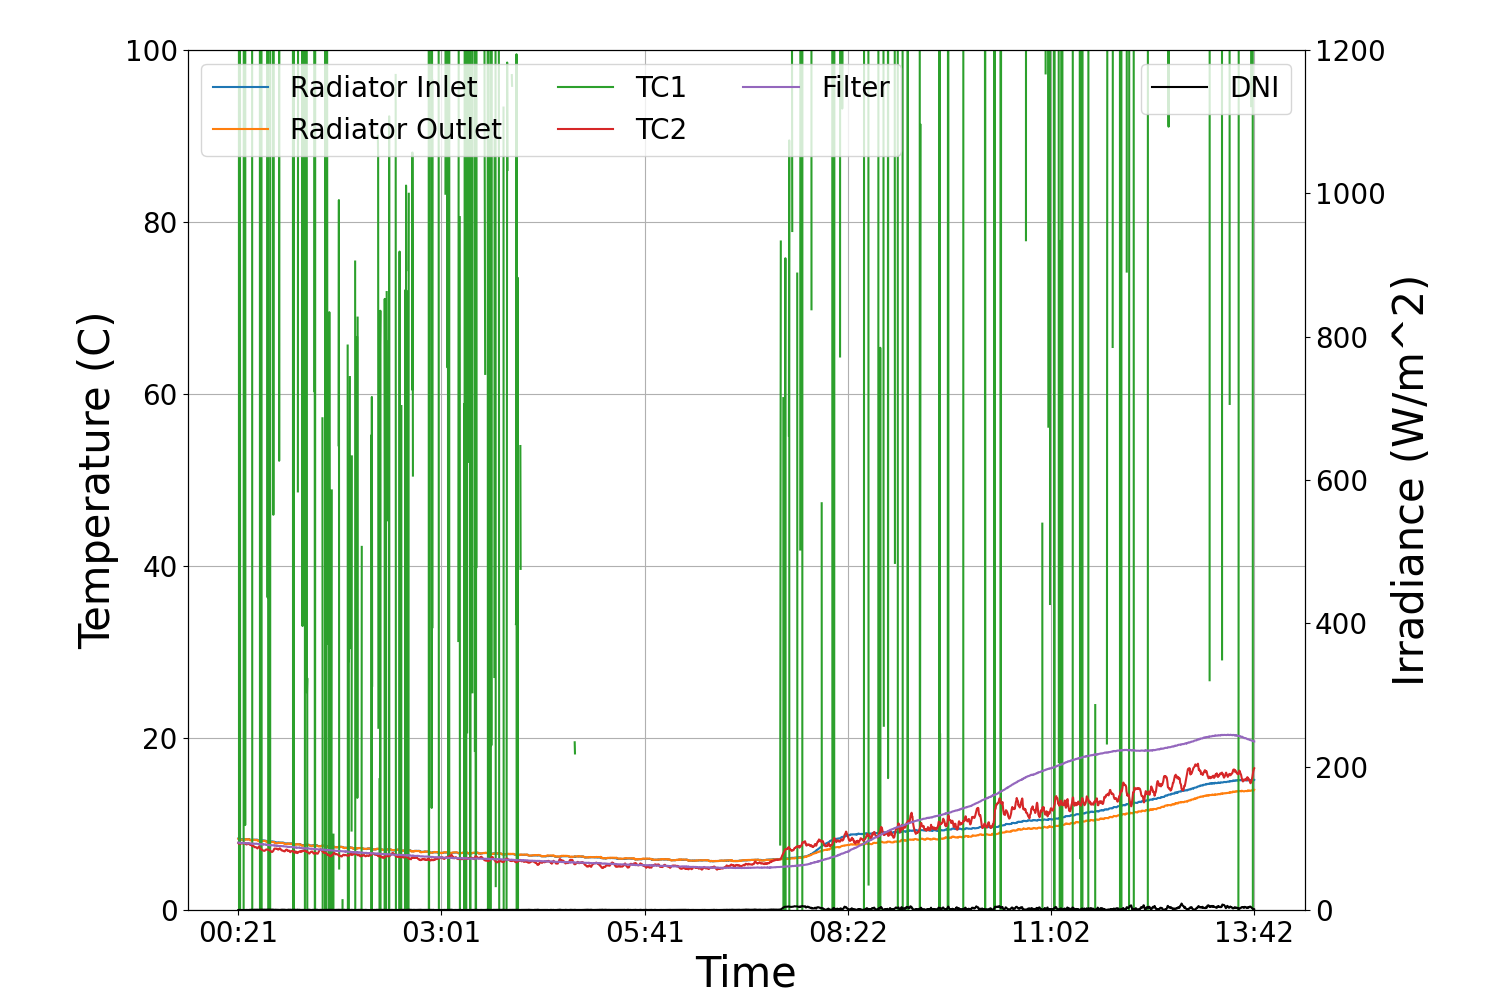 Radiator Inlet
Radiator Outlet
TC1
TC2
Filter
DNI
100
80
60
40
20
0
Temperature (C)
1200
1000
800
600
400
200
0
Irradiance (W/m^2)
00:21
03:01
05:41
08:22
11:02
13:42
Time